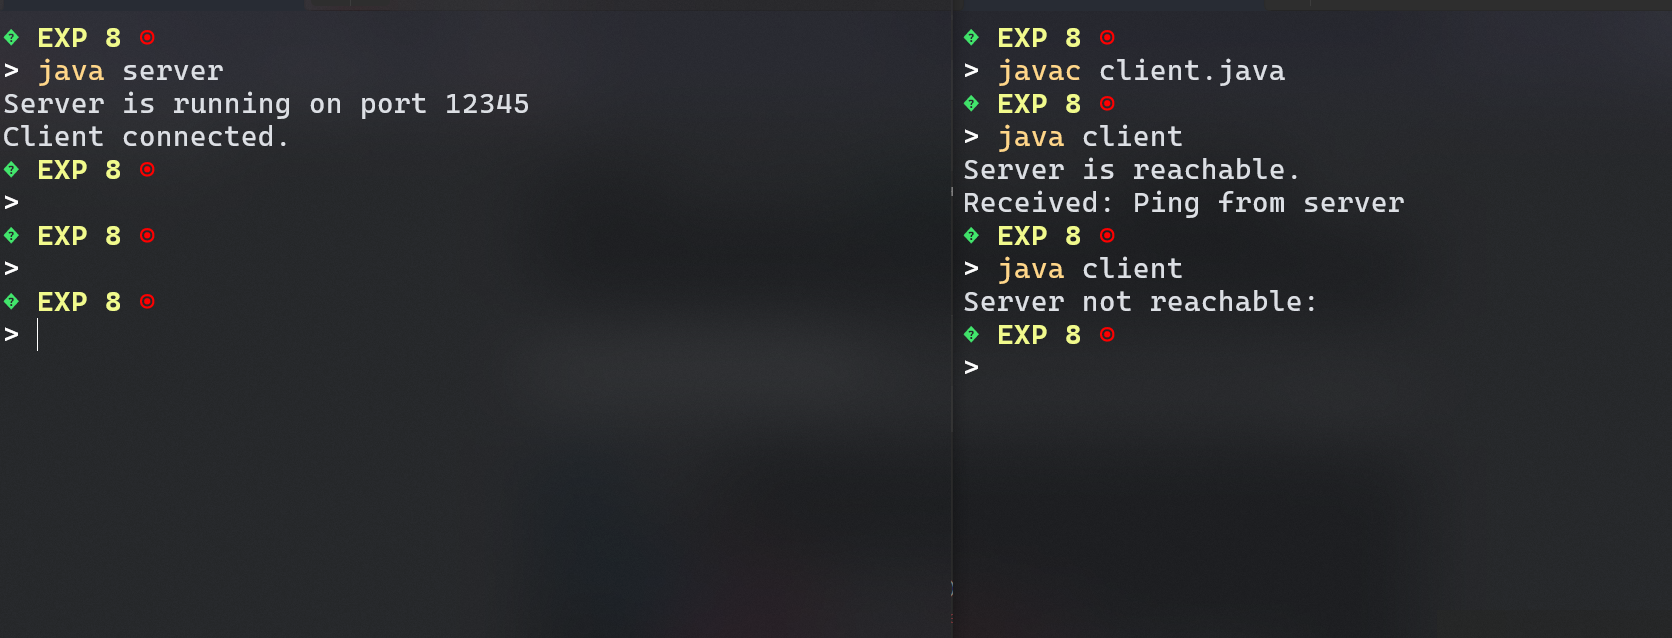 EXP 8
> java server
Server is running on port 12345
Client connected.
EXP 8
>
EXP 8
>
EXP 8
>
EXP 8
> javac client.java
EXP 8
> java client
Server is reachable.
Received: Ping from server
EXP 8
> java client
Server not reachable:
EXP 8
>